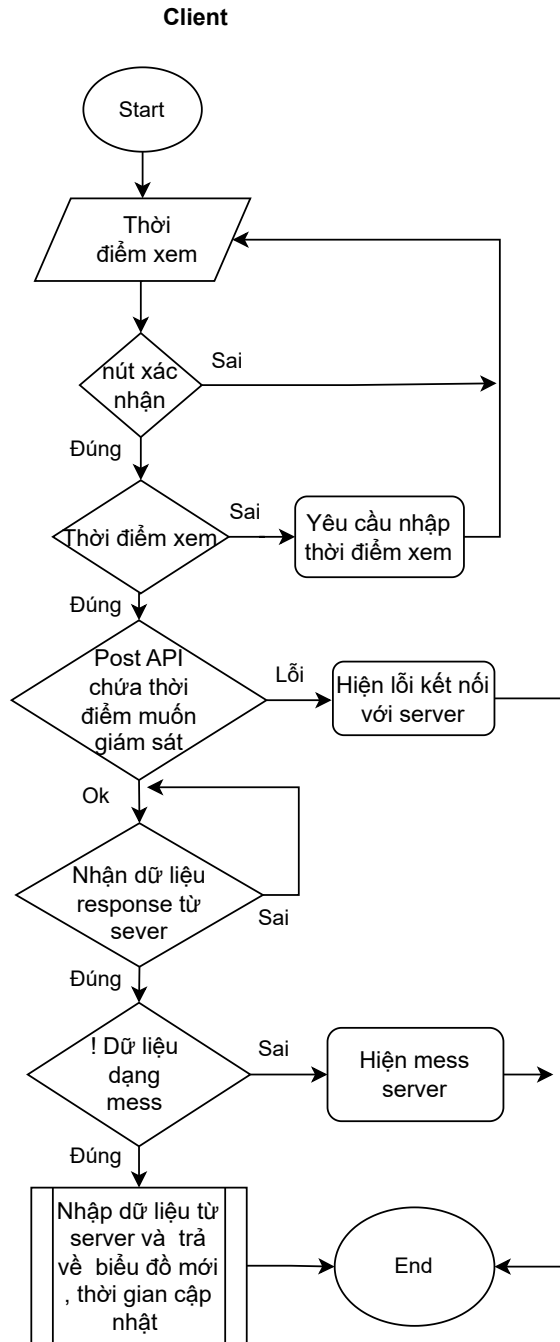 Client
Start
Thời
điểm xem
nút xác
nhận
Sai
Đúng
Thời điểm xem
Sai
Yêu cầu nhập
thời điểm xem
Đúng
Post API
chứa thời
điểm muốn
giám sát
Lỗi
Hiện lỗi kết nối
với server
Ok
Nhận dữ liệu
response từ
sever
Sai
Đúng
! Dữ liệu
dạng
mess
Sai
Hiện mess
server
Đúng
Nhập dữ liệu từ
server và trả
về biểu đồ mới
, thời gian cập
nhật
End